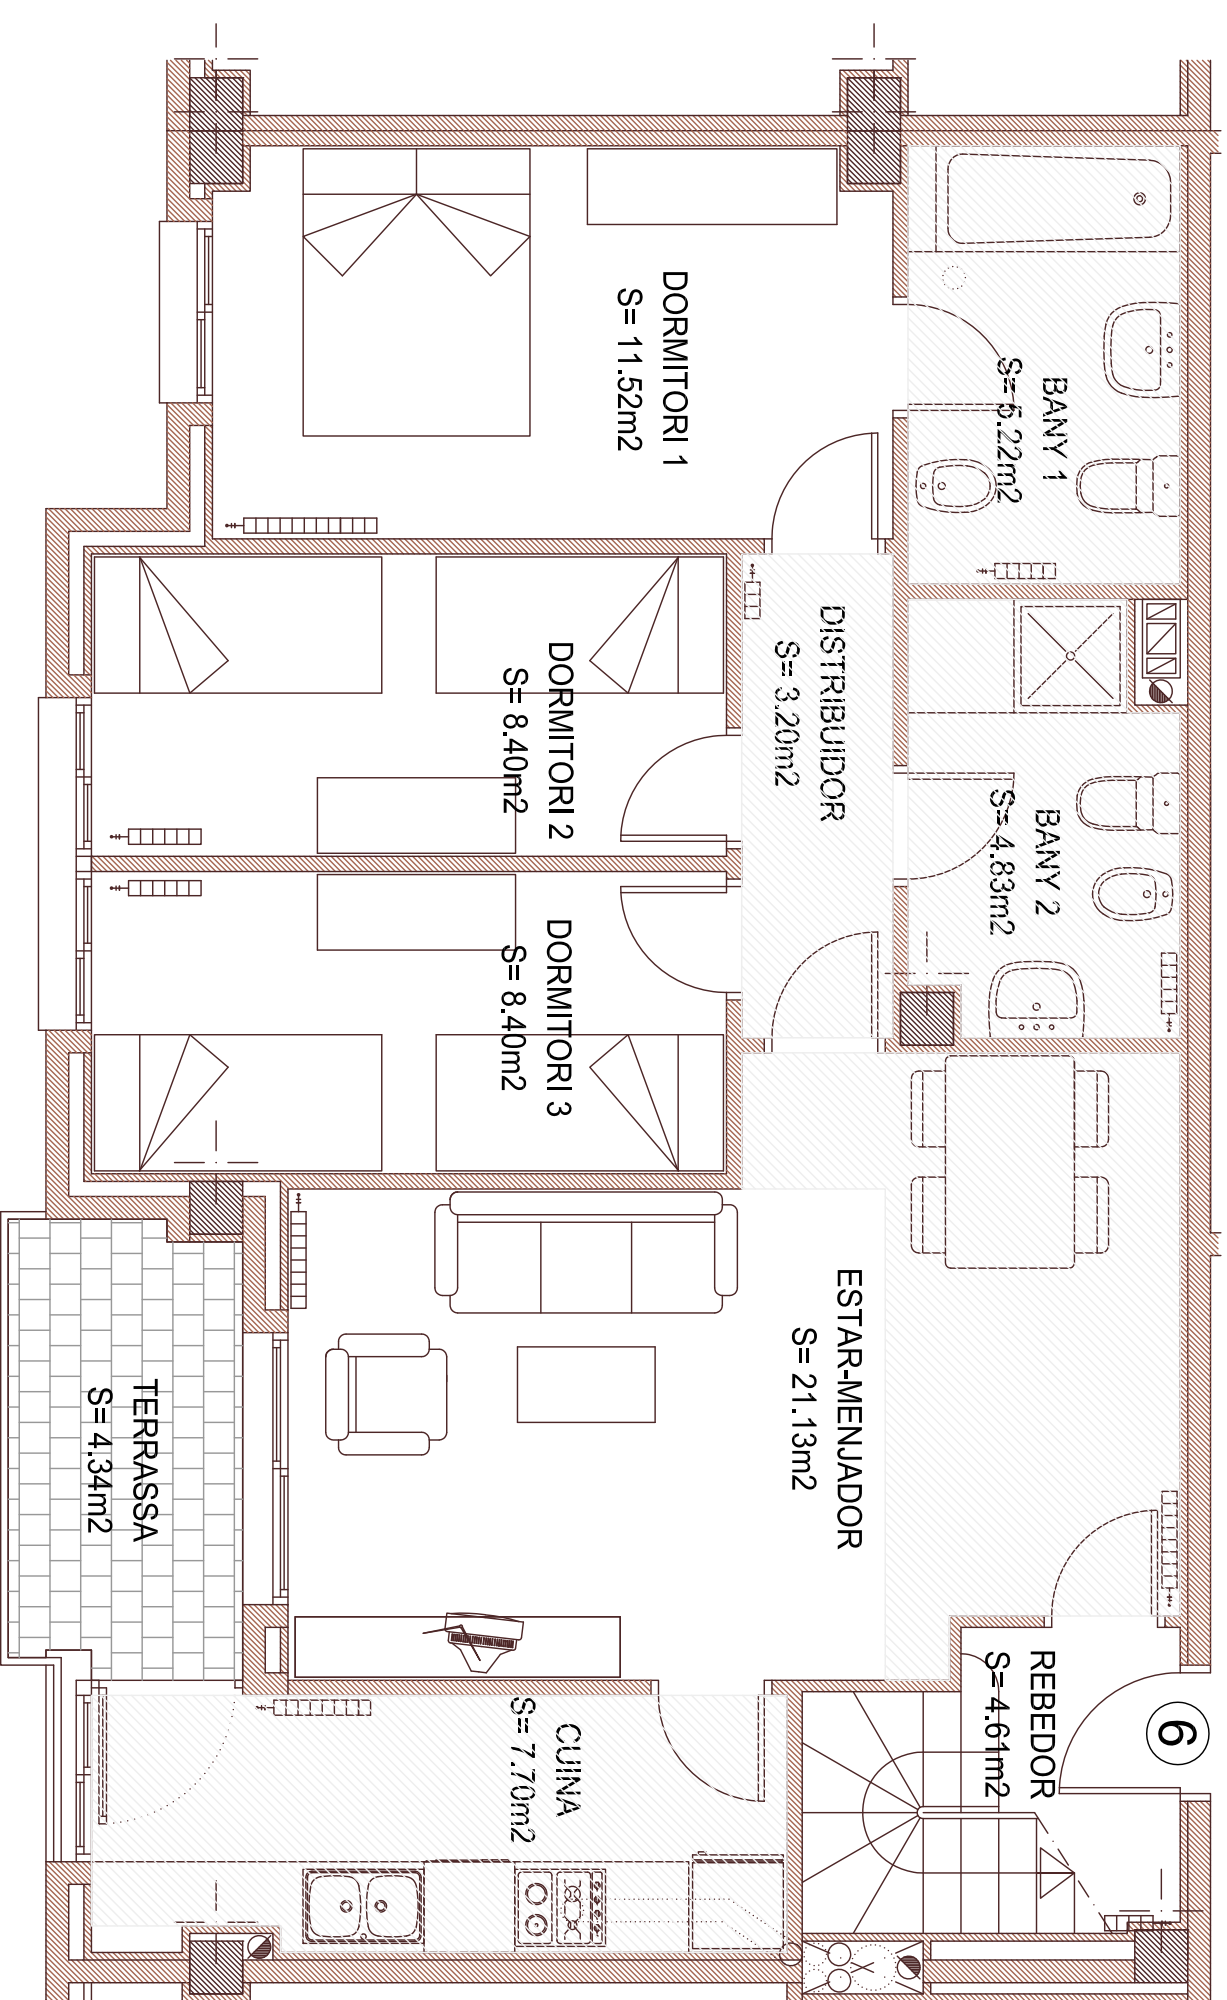 DORMITORI 1
S= 11.52m2
BANY 1
S= 5.22m2
DORMITORI 2
S= 8.40m2
DISTRIBUIDOR
S= 3.20m2
BANY 2
S= 4.83m2
DORMITORI 3
S= 8.40m2
ESTAR-MENJADOR
S= 21.13m2
TERRASSA
S= 4.34m2
REBEDOR
S= 4.61m2
6
CUINA
S= 7.70m2